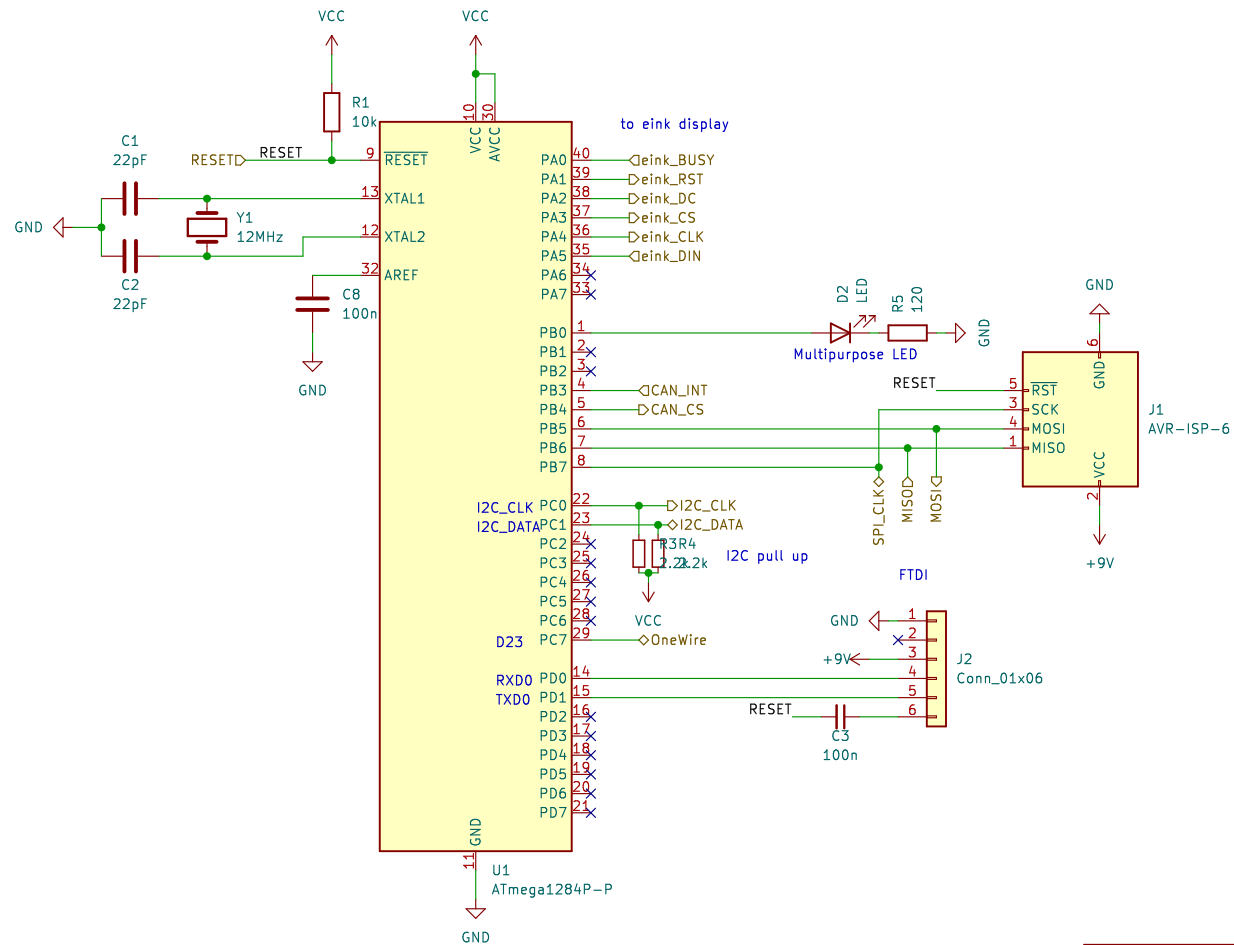 VCC
VCC
R1
10k
10
30
to eink display
C1
22pF
RESET
RESET
9
RESET
VCC
AVCC
PA0
40
eink_BUSY
PA1
39
eink_RST
13
XTAL1
PA2
38
eink_DC
GND
Y1
12MHz
PA3
37
eink_CS
12
XTAL2
PA4
36
eink_CLK
PA5
35
eink_DIN
C2
22pF
32
AREF
PA6
34
PA7
33
C8
100n
GND
D2
LED
R5
120
GND
PB0
1
Multipurpose LED
PB1
2
PB2
3
PB3
4
CAN_INT
PB4
5
CAN_CS
PB5
6
PB6
7
PB7
8
GND
6
GND
RESET
5
RST
3
SCK
4
MOSI
1
MISO
VCC
2
+9V
J1
AVR-ISP-6
SPI_CLK
MISO
MOSI
I2C_CLK
PC0
22
I2C_CLK
I2C_DATA
PC1
23
I2C_DATA
PC2
24
R3
R4
2.2k
2.2k
I2C pull up
PC3
25
PC4
26
PC5
27
PC6
28
VCC
D23
PC7
29
OneWire
FTDI
GND
1
2
+9V
3
J2
Conn_01x06
RXD0
PD0
14
4
TXD0
PD1
15
5
RESET
6
C3
100n
PD2
16
PD3
17
PD4
18
PD5
19
PD6
20
PD7
21
GND
11
U1
ATmega1284P-P
GND